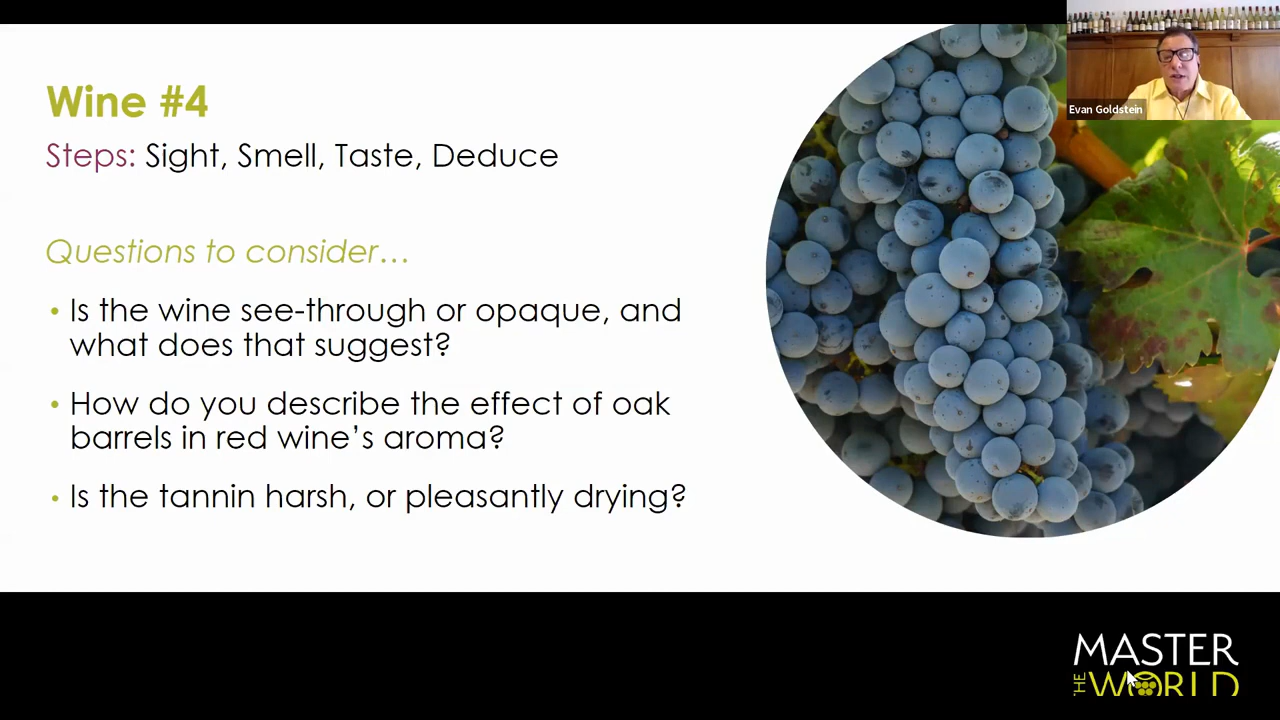 Wine #4
Steps: Sight, Smell, Taste, Deduce
Questions to consider…
• Is the wine see-through or opaque, and
what does that suggest?
• How do you describe the effect of oak
barrels in red wine's aroma?
• Is the tannin harsh, or pleasantly drying?
Evan Goldstein
MASTER
THE WORLD